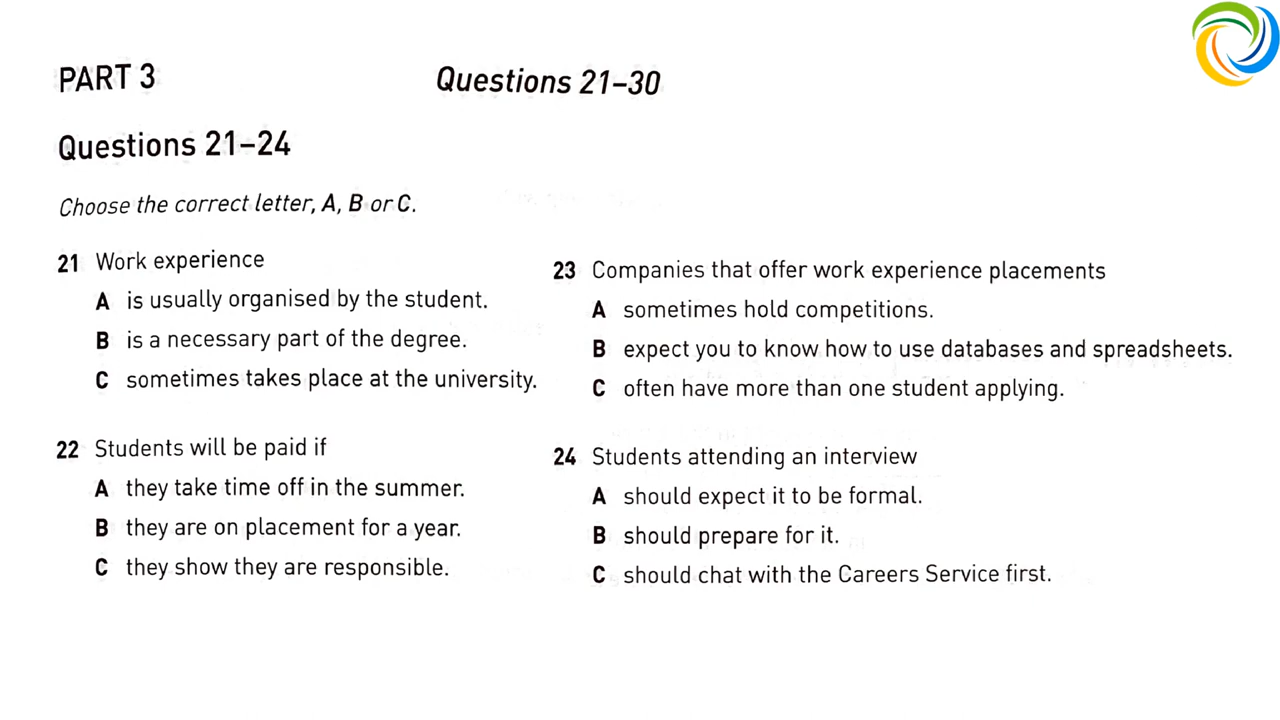 PART 3
Questions 21–30
Questions 21–24
Choose the correct letter, A, B or C.
21 Work experience
A is usually organised by the student.
B is a necessary part of the degree.
C sometimes takes place at the university.
22 Students will be paid if
A they take time off in the summer.
B they are on placement for a year.
C they show they are responsible.
23 Companies that offer work experience placements
A sometimes hold competitions.
B expect you to know how to use databases and spreadsheets.
C often have more than one student applying.
24 Students attending an interview
A should expect it to be formal.
B should prepare for it.
C should chat with the Careers Service first.